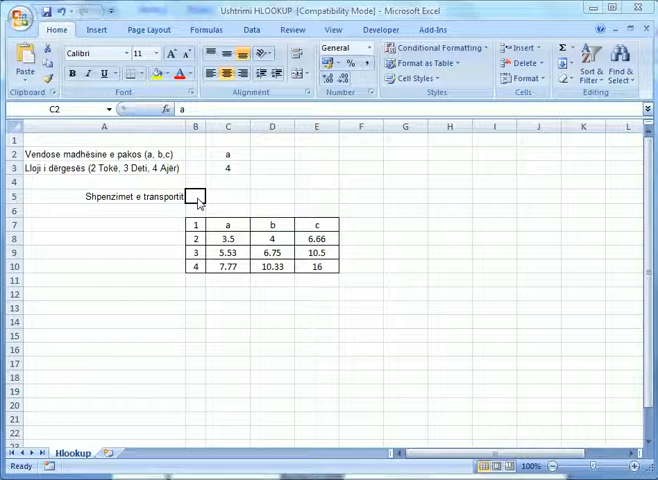 Ushtrimi HLOOKUP [Compatibility Mode] - Microsoft Excel
Home Insert Page Layout Formulas Data Review View Developer Add-Ins
Calibri 11 General Conditional Formatting Insert
Paste Format as Table Delete Sort & Filter Find & Select
Cell Styles Format
Clipboard Font Alignment Number Styles Cells Editing
C2 fx a
A B C D E F G H I J K L
1
2 Vendose madhësine e pakos (a, b,c) a
3 Lloji i dërgesës (2 Tokë, 3 Deti, 4 Ajër) 4
4
5 Shpenzimet e transportit
6
7 1 a b c
8 2 3.5 4 6.66
9 3 5.53 6.75 10.5
10 4 7.77 10.33 16
11
12
13
14
15
16
17
18
19
20
21
22
23
Hlookup
Ready 100%